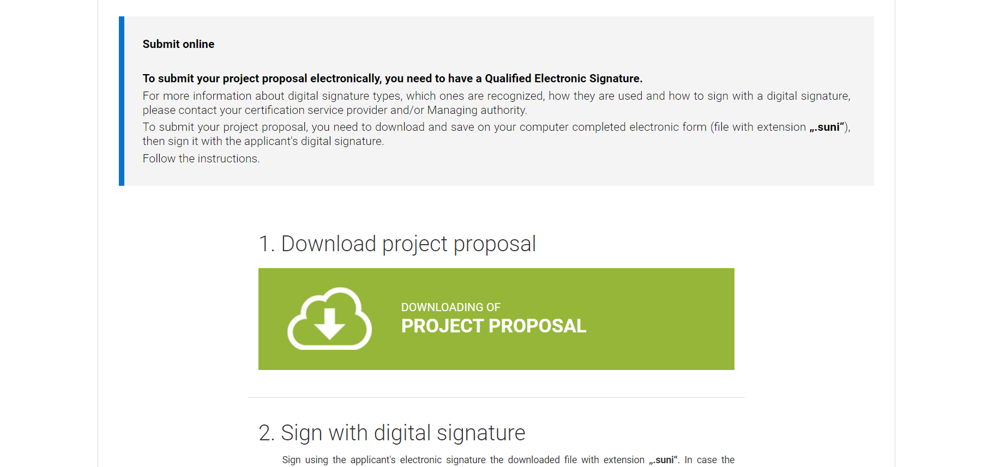 Submit online
To submit your project proposal electronically, you need to have a Qualified Electronic Signature.
For more information about digital signature types, which ones are recognized, how they are used and how to sign with a digital signature,
please contact your certification service provider and/or Managing authority.
To submit your project proposal, you need to download and save on your computer completed electronic form (file with extension „.suni“),
then sign it with the applicant's digital signature.
Follow the instructions.
1. Download project proposal
DOWNLOADING OF
PROJECT PROPOSAL
2. Sign with digital signature
Sign using the applicant's electronic signature the downloaded file with extension „.suni“. In case the